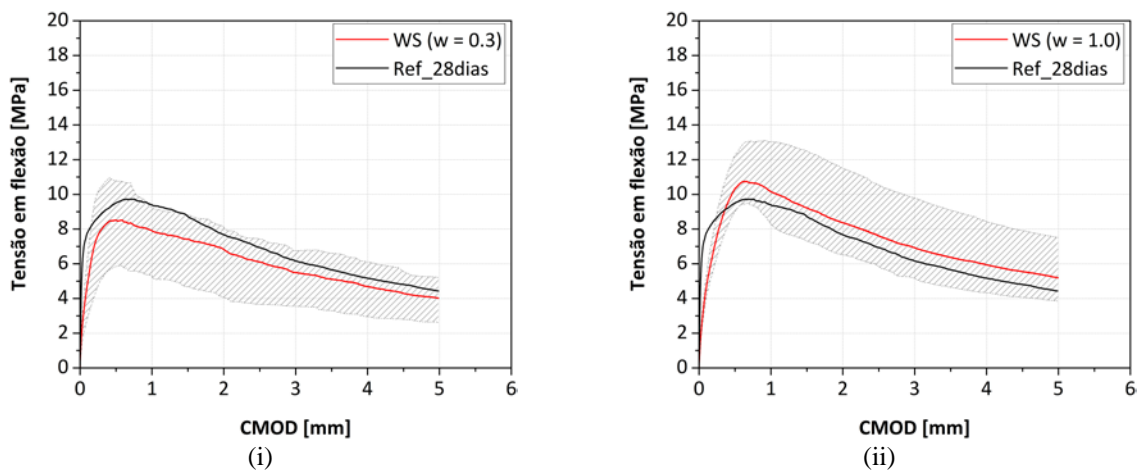 20
18
16
14
12
10
8
6
4
2
0
Tensão em flexão [MPa]
WS (w = 0.3)
Ref_28dias
0 1 2 3 4 5 6
CMOD [mm]
(i)
20
18
16
14
12
10
8
6
4
2
0
Tensão em flexão [MPa]
WS (w = 1.0)
Ref_28dias
0 1 2 3 4 5 6
CMOD [mm]
(ii)